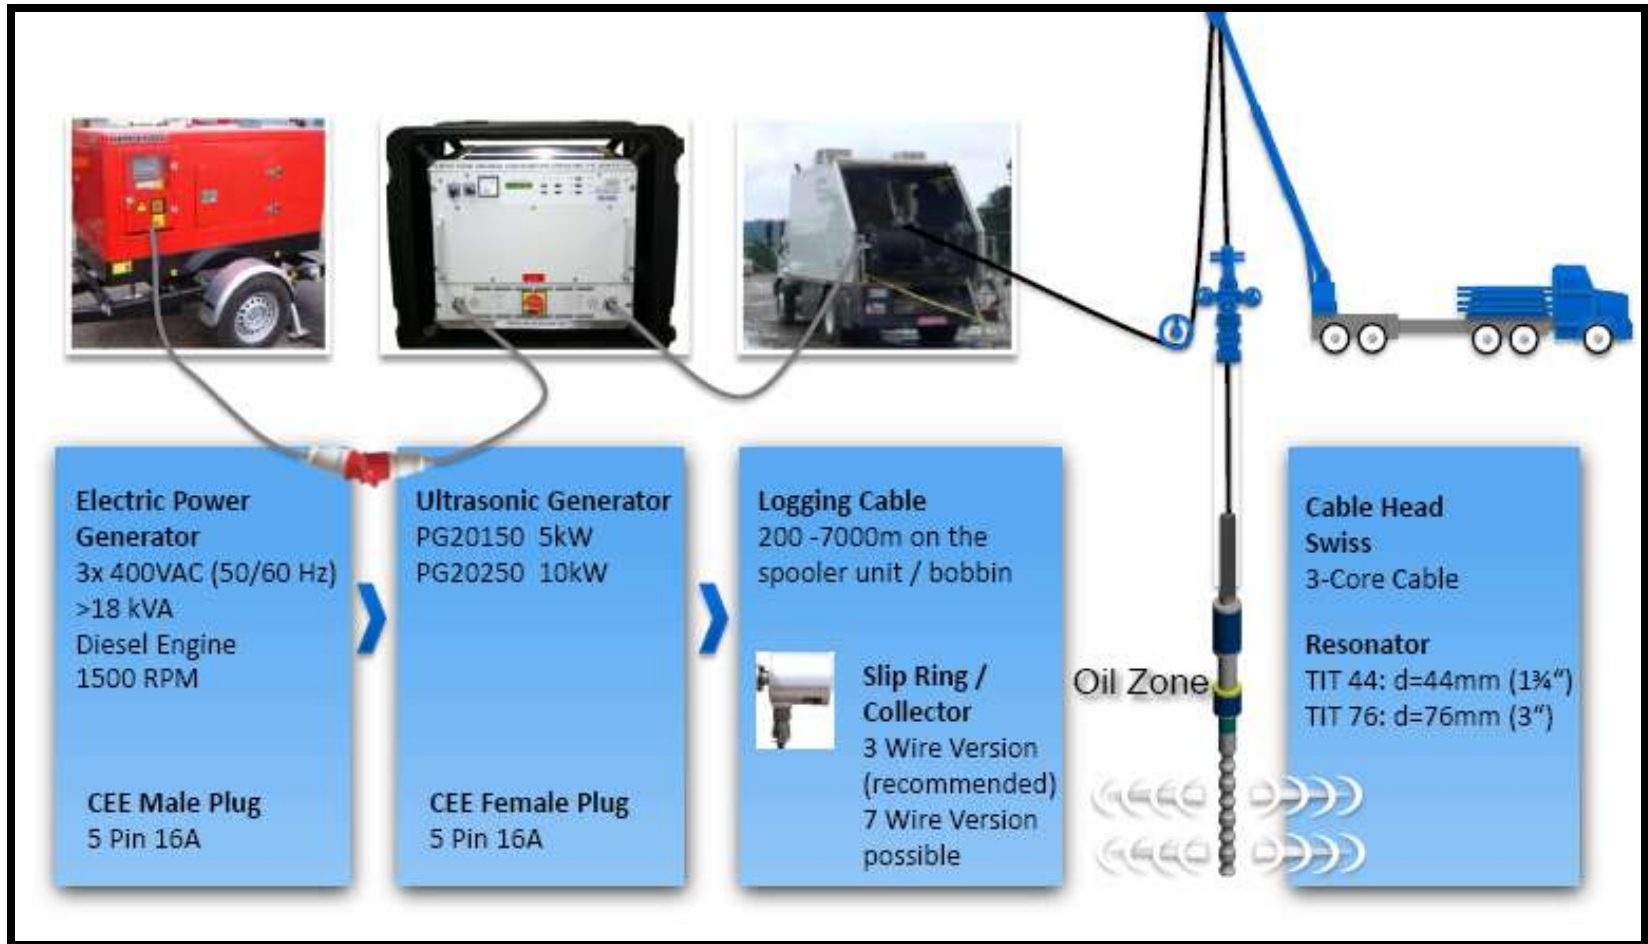 Electric Power
Generator
3x 400VAC (50/60 Hz)
>18 kVA
Diesel Engine
1500 RPM
CEE Male Plug
5 Pin 16A
Ultrasonic Generator
PG20150 5kW
PG20250 10kW
CEE Female Plug
5 Pin 16A
Logging Cable
200 -7000m on the
spooler unit / bobbin
Slip Ring /
Collector
3 Wire Version
(recommended)
7 Wire Version
possible
Oil Zone
Cable Head
Swiss
3-Core Cable
Resonator
TIT 44: d=44mm (1¾“)
TIT 76: d=76mm (3“)